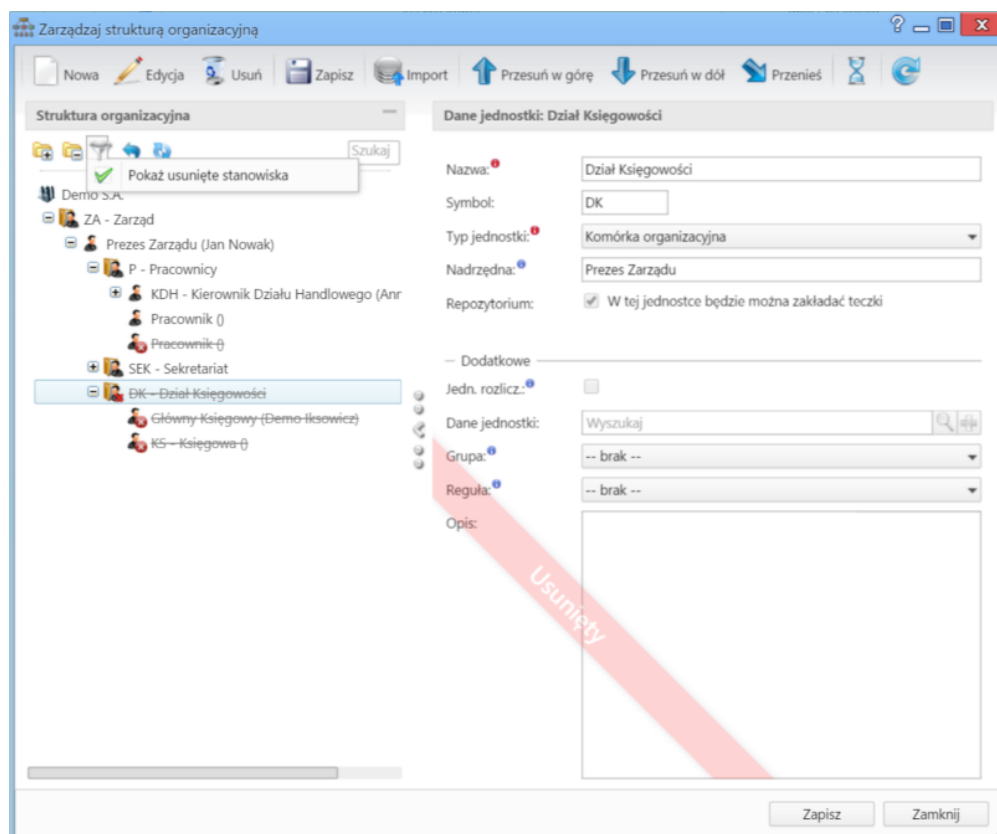 Zarządzaj strukturą organizacyjną
Nowa Edycja Usuń Zapisz Import Przesuń w górę Przesuń w dół Przenieś
Struktura organizacyjna
Szukaj
Pokaż usunięte stanowiska
Demo S.A.
ZA - Zarząd
Prezes Zarządu (Jan Nowak)
P - Pracownicy
KDH - Kierownik Działu Handlowego (Anr
Pracownik ()
Pracownik ()
SEK - Sekretariat
DK - Dział Księgowości
Główny Księgowy (Demo Iksowicz)
KS - Księgowa ()
Dane jednostki: Dział Księgowości
Nazwa: Dział Księgowości
Symbol: DK
Typ jednostki: Komórka organizacyjna
Nadrzędna: Prezes Zarządu
Repozytorium: W tej jednostce będzie można zakładać teczki
Dodatkowe
Jedn. rozlicz.:
Dane jednostki: Wyszukaj
Grupa: -- brak --
Reguła: -- brak --
Opis:
Usunięty
Zapisz Zamknij